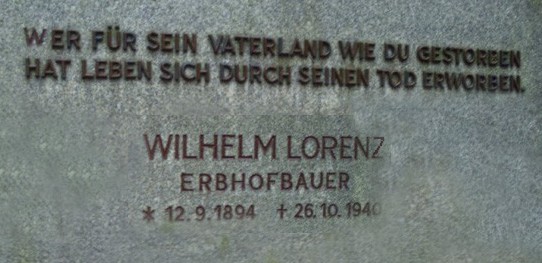 WER FÜR SEIN VATERLAND WIE DU GESTORBEN
HAT LEBEN SICH DURCH SEINEN TOD ERWORBEN.
WILHELM LORENZ
ERBHOFBAUER
* 12.9.1894 † 26.10.1940